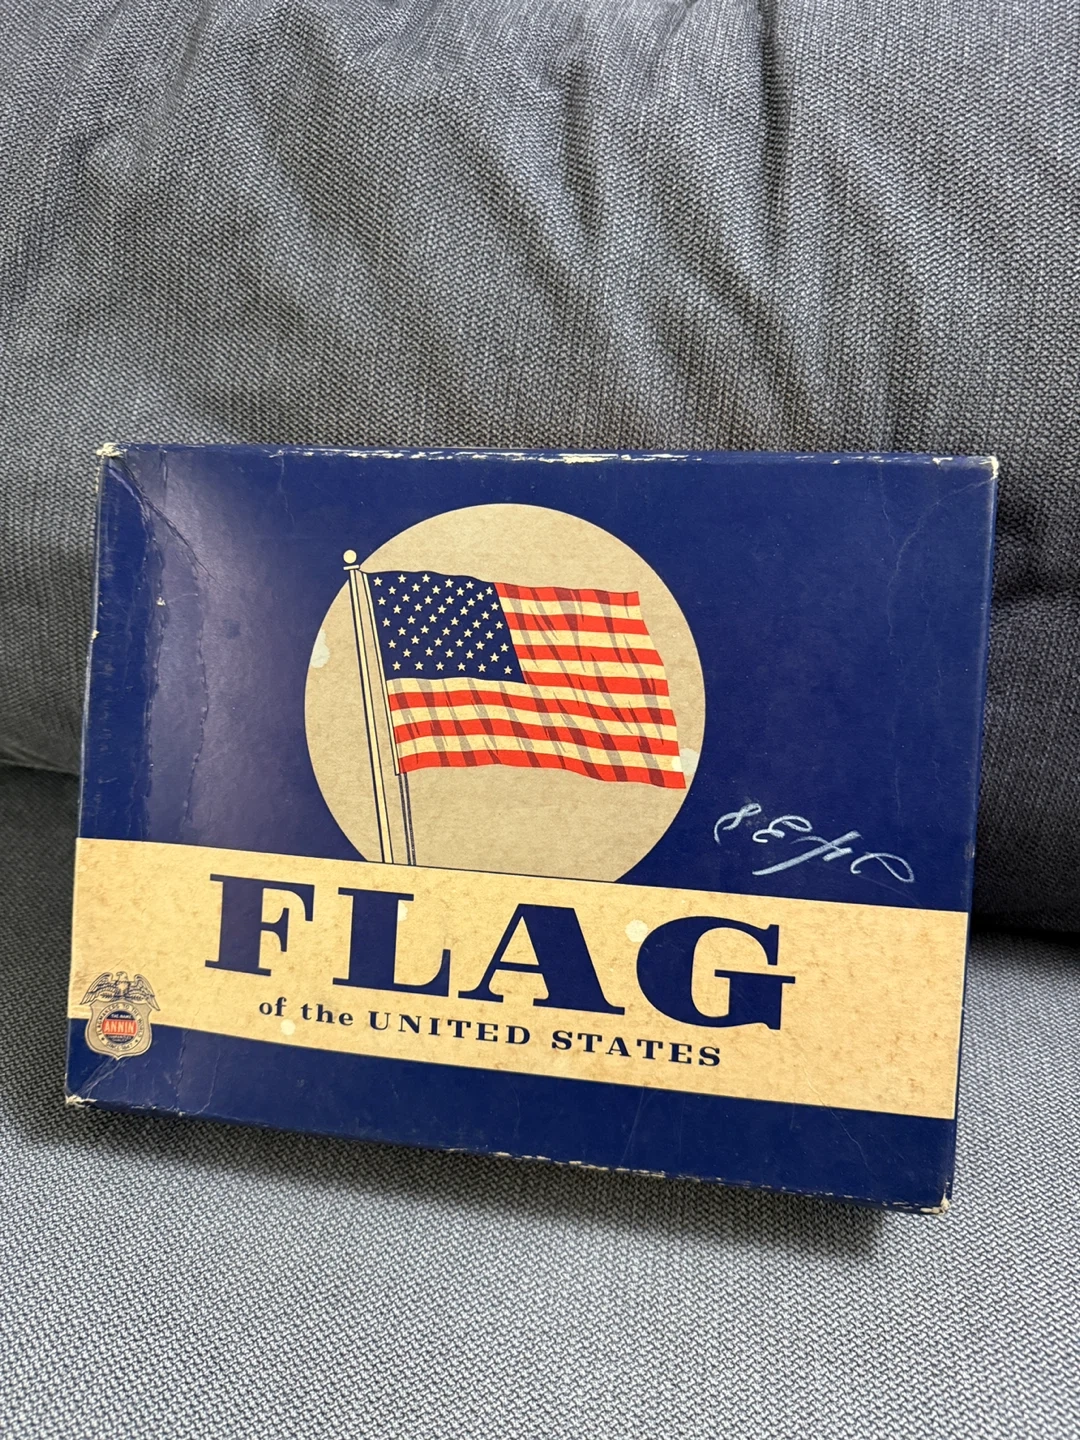 FLAG
of the UNITED STATES
ANNIN